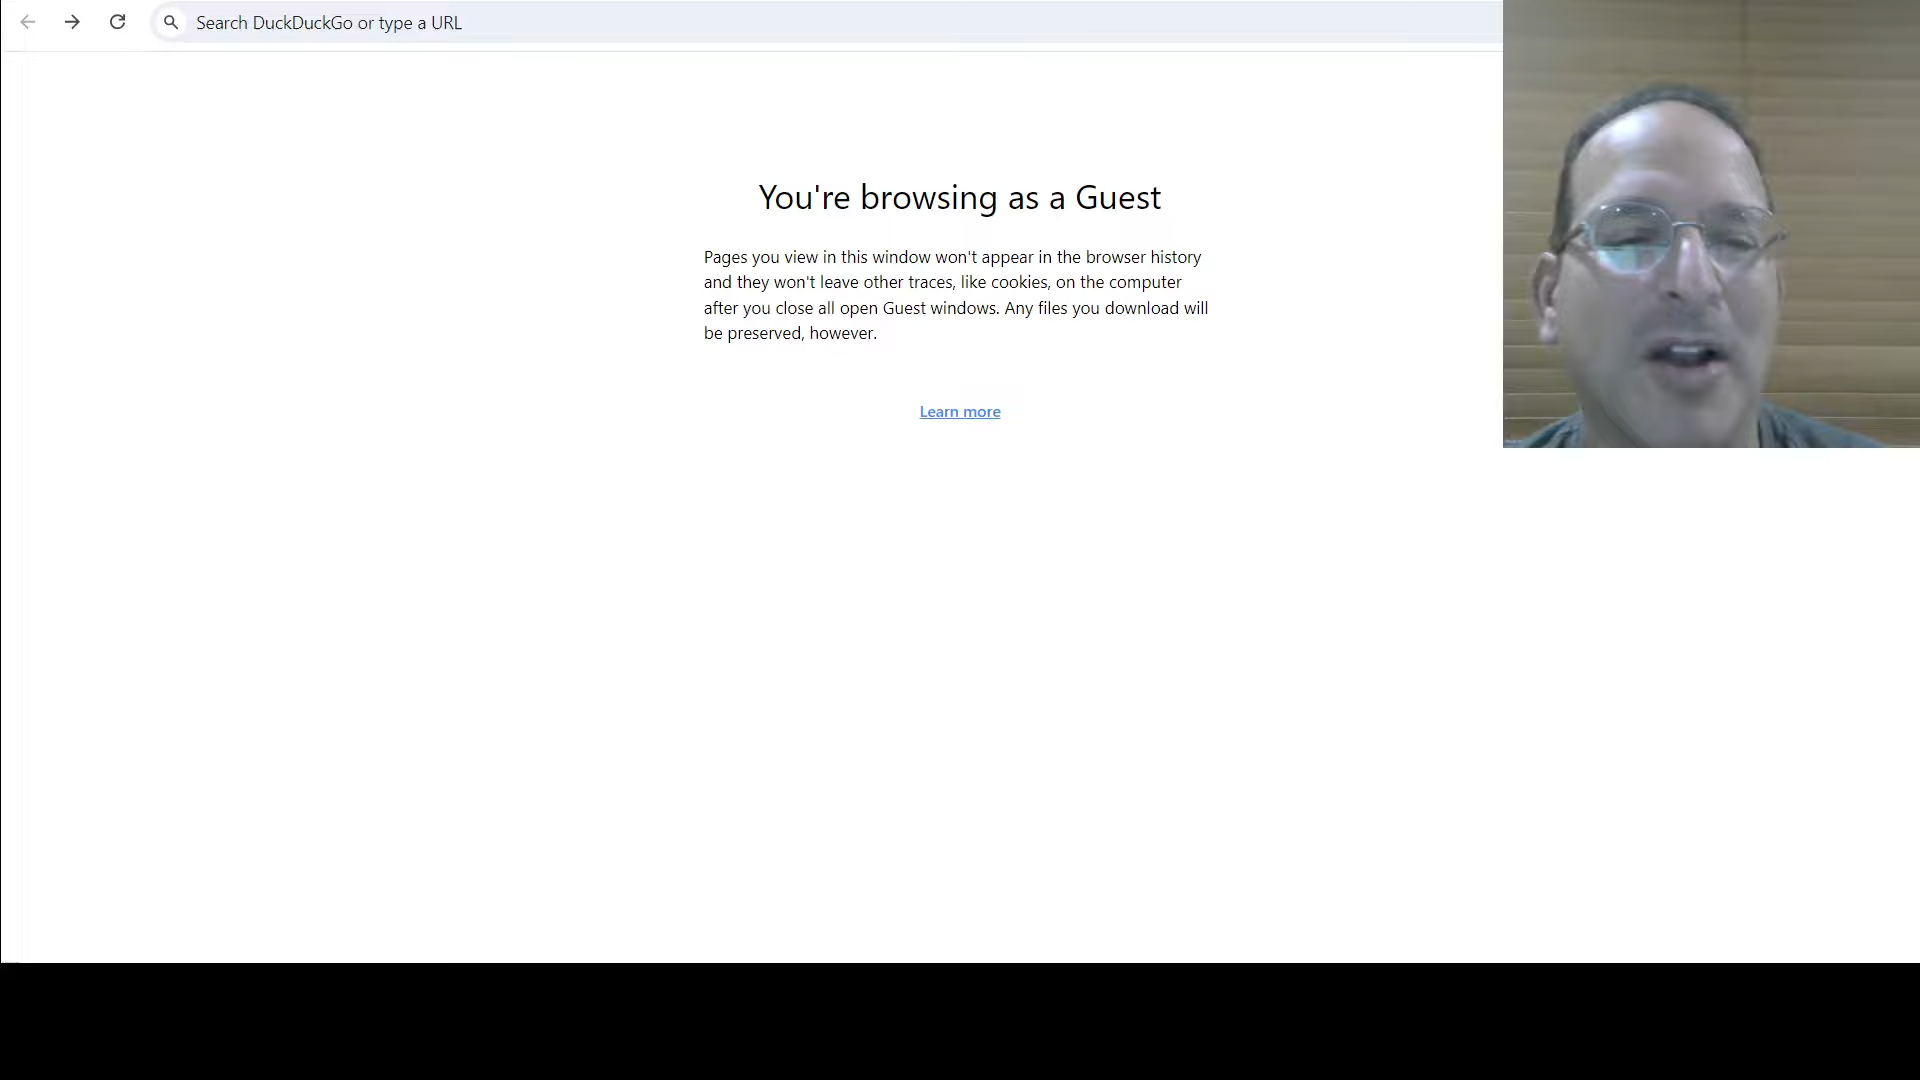 Search DuckDuckGo or type a URL
You're browsing as a Guest
Pages you view in this window won't appear in the browser history
and they won't leave other traces, like cookies, on the computer
after you close all open Guest windows. Any files you download will
be preserved, however.
Learn more